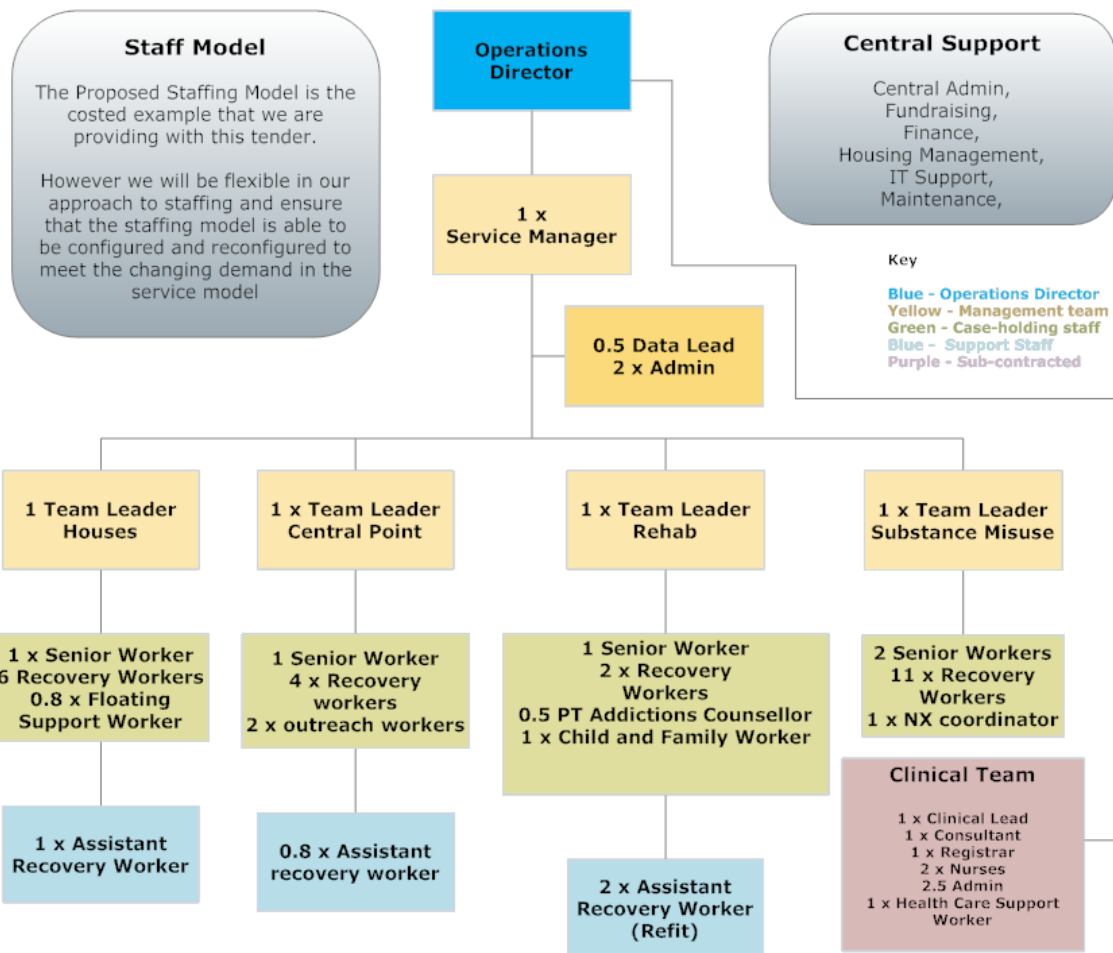 Staff Model
The Proposed Staffing Model is the
costed example that we are
providing with this tender.
However we will be flexible in our
approach to staffing and ensure
that the staffing model is able to
be configured and reconfigured to
meet the changing demand in the
service model
Operations
Director
Central Support
Central Admin,
Fundraising,
Finance,
Housing Management,
IT Support,
Maintenance,
1 x
Service Manager
Key
Blue - Operations Director
Yellow - Management team
Green - Case-holding staff
Blue - Support Staff
Purple - Sub-contracted
0.5 Data Lead
2 x Admin
1 Team Leader
Houses
1 x Team Leader
Central Point
1 x Team Leader
Rehab
1 x Team Leader
Substance Misuse
1 x Senior Worker
6 Recovery Workers
0.8 x Floating
Support Worker
1 Senior Worker
4 x Recovery
workers
2 x outreach workers
1 Senior Worker
2 x Recovery
Workers
0.5 PT Addictions Counsellor
1 x Child and Family Worker
2 Senior Workers
11 x Recovery
Workers
1 x NX coordinator
1 x Assistant
Recovery Worker
0.8 x Assistant
recovery worker
2 x Assistant
Recovery Worker
(Refit)
Clinical Team
1 x Clinical Lead
1 x Consultant
1 x Registrar
2 x Nurses
2.5 Admin
1 x Health Care Support
Worker